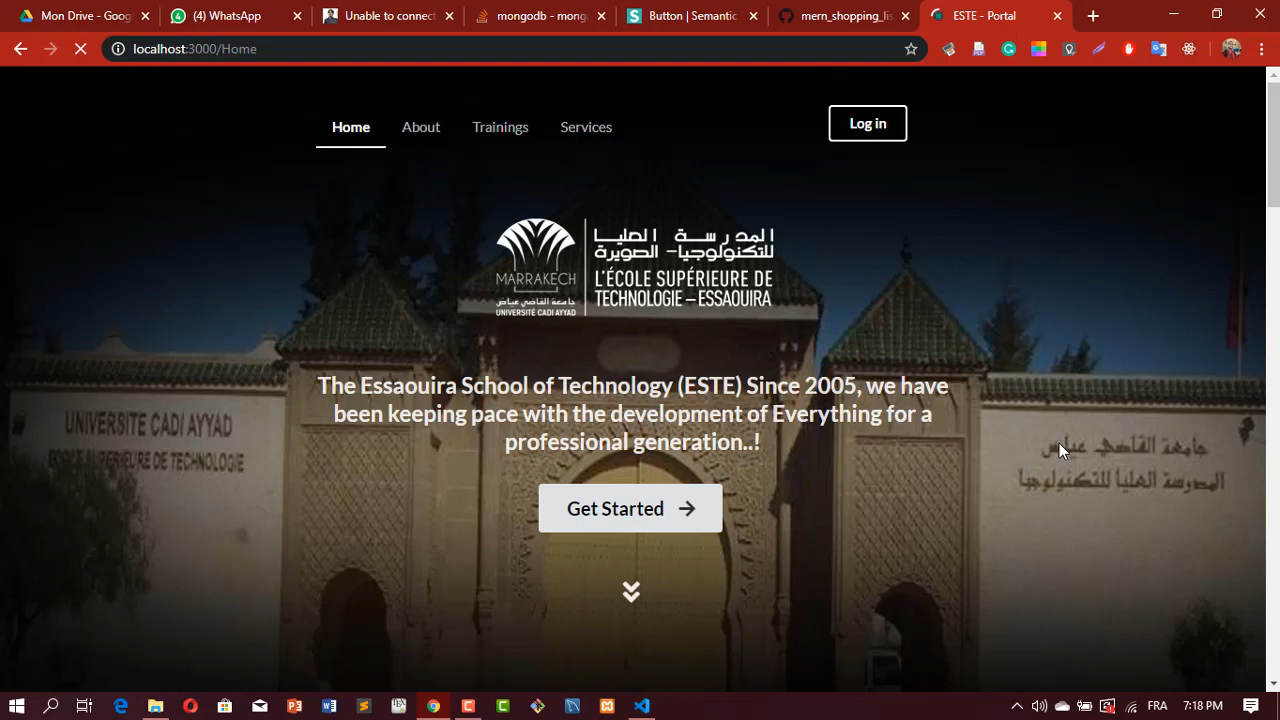 Mon Drive - Goog
(4) WhatsApp
Unable to connect
mongodb - mong
Button | Semantic
mern_shopping_lis
ESTE - Portal
localhost:3000/Home
Home
About
Trainings
Services
Log in
المدرسة العليا
للتكنولوجيا- الصويرة
MARRAKECH
جامعة القاضي عياض
UNIVERSITÉ CADI AYYAD
L'ÉCOLE SUPÉRIEURE DE
TECHNOLOGIE – ESSAOUIRA
The Essaouira School of Technology (ESTE) Since 2005, we have
been keeping pace with the development of Everything for a
professional generation..!
UNIVERSITE CADI AYYAD
ECOLE SUPERIEURE DE TECHNOLOGIE
جامعة القاضي عياض
المدرسة العليا للتكنولوجيا
Get Started
FRA
7:18 PM